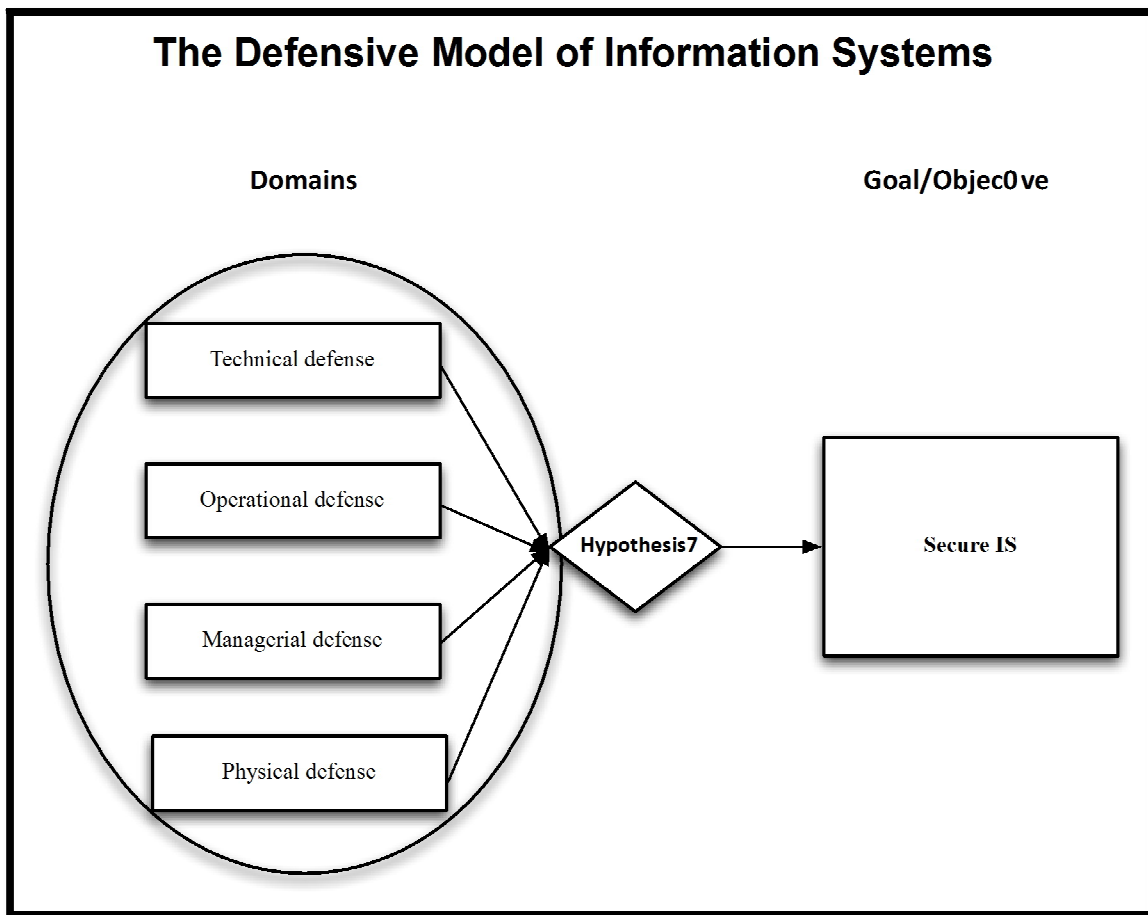 The Defensive Model of Information Systems
Domains
Goal/Objec0ve
Technical defense
Operational defense
Managerial defense
Physical defense
Hypothesis7
Secure IS